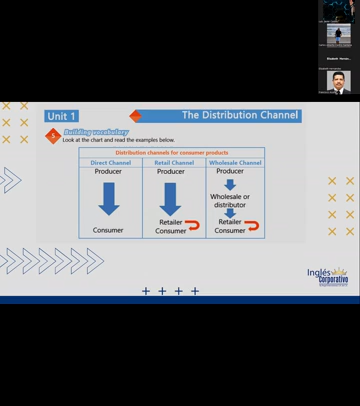 Unit 1
The Distribution Channel
5.
Building vocabulary
Look at the chart and read the examples below.
Distribution channels for consumer products
Direct Channel
Retail Channel
Wholesale Channel
Producer
Producer
Producer
Wholesale or
distributor
Retailer
Retailer
Consumer
Consumer
Consumer
Inglés
Corporativo